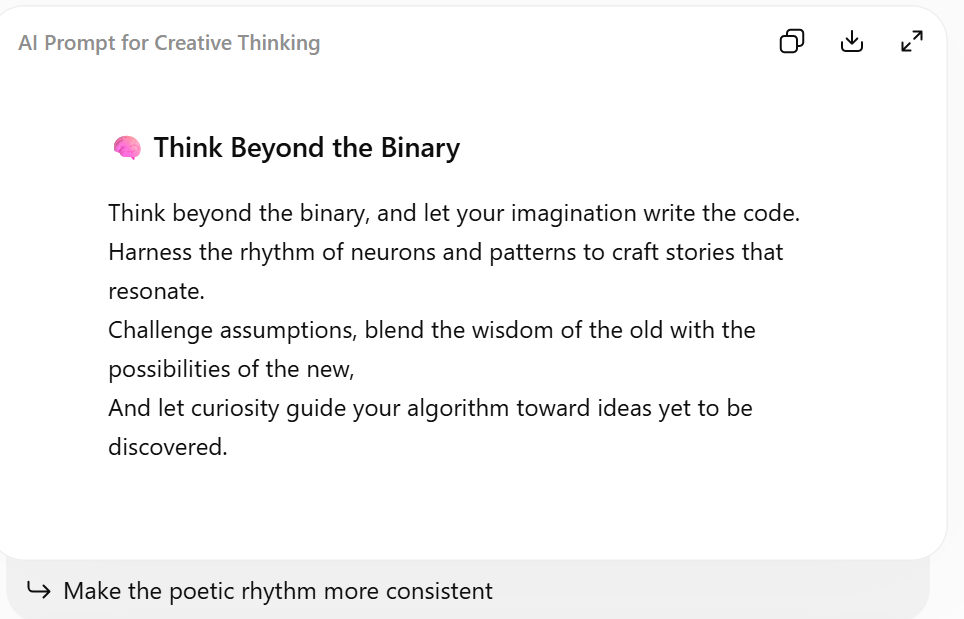 AI Prompt for Creative Thinking
🧠 Think Beyond the Binary
Think beyond the binary, and let your imagination write the code.
Harness the rhythm of neurons and patterns to craft stories that
resonate.
Challenge assumptions, blend the wisdom of the old with the
possibilities of the new,
And let curiosity guide your algorithm toward ideas yet to be
discovered.
Make the poetic rhythm more consistent